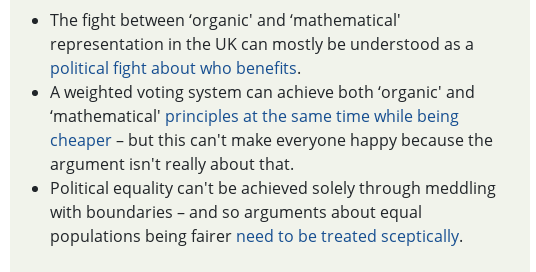 • The fight between ‘organic' and ‘mathematical'
representation in the UK can mostly be understood as a
political fight about who benefits.
• A weighted voting system can achieve both ‘organic' and
‘mathematical' principles at the same time while being
cheaper – but this can't make everyone happy because the
argument isn't really about that.
• Political equality can't be achieved solely through meddling
with boundaries – and so arguments about equal
populations being fairer need to be treated sceptically.